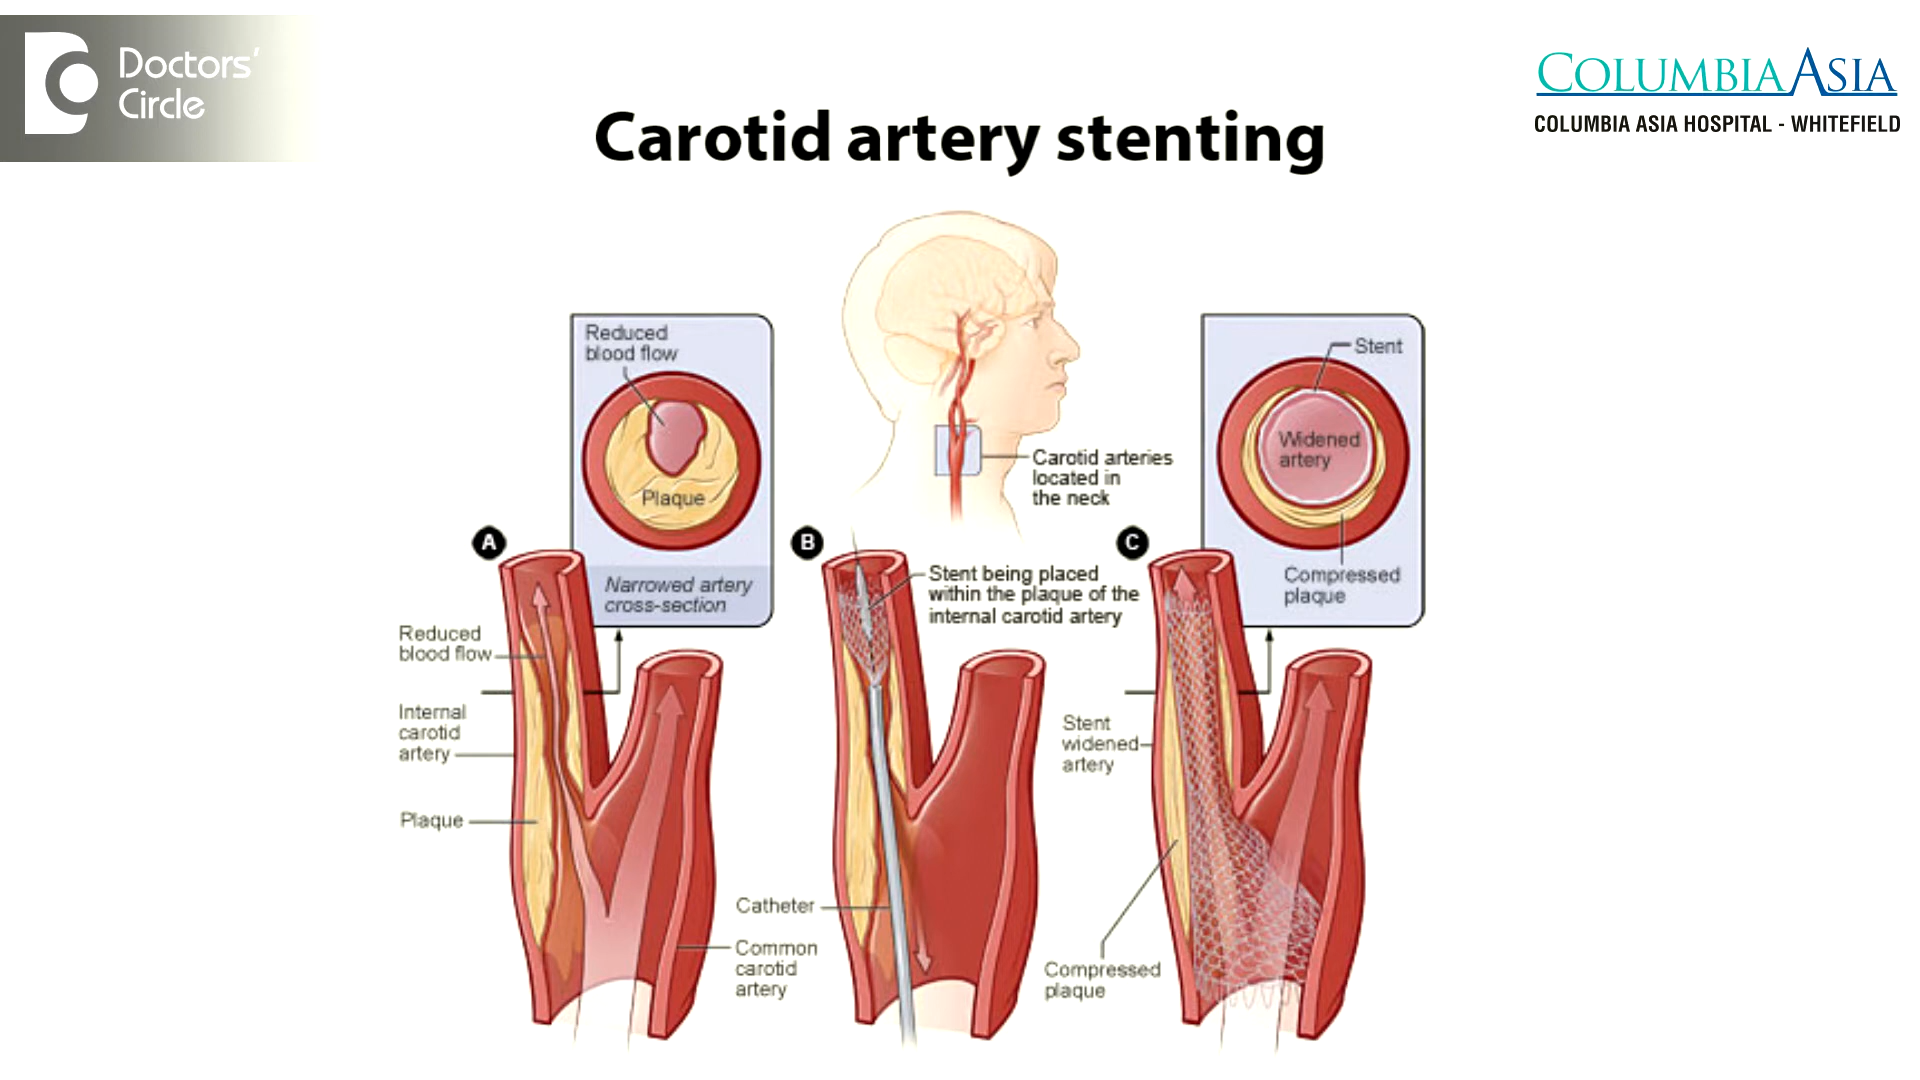 Doctors'
Circle
COLUMBIA ASIA
COLUMBIA ASIA HOSPITAL - WHITEFIELD
Carotid artery stenting
Reduced
blood flow
Plaque
Narrowed artery
cross-section
Carotid arteries
located in
the neck
Stent
Widened
artery
Compressed
plaque
A
Reduced
blood flow
Internal
carotid
artery
Plaque
Common
carotid
artery
B
Stent being placed
within the plaque of the
internal carotid artery
Catheter
C
Stent
widened
artery
Compressed
plaque